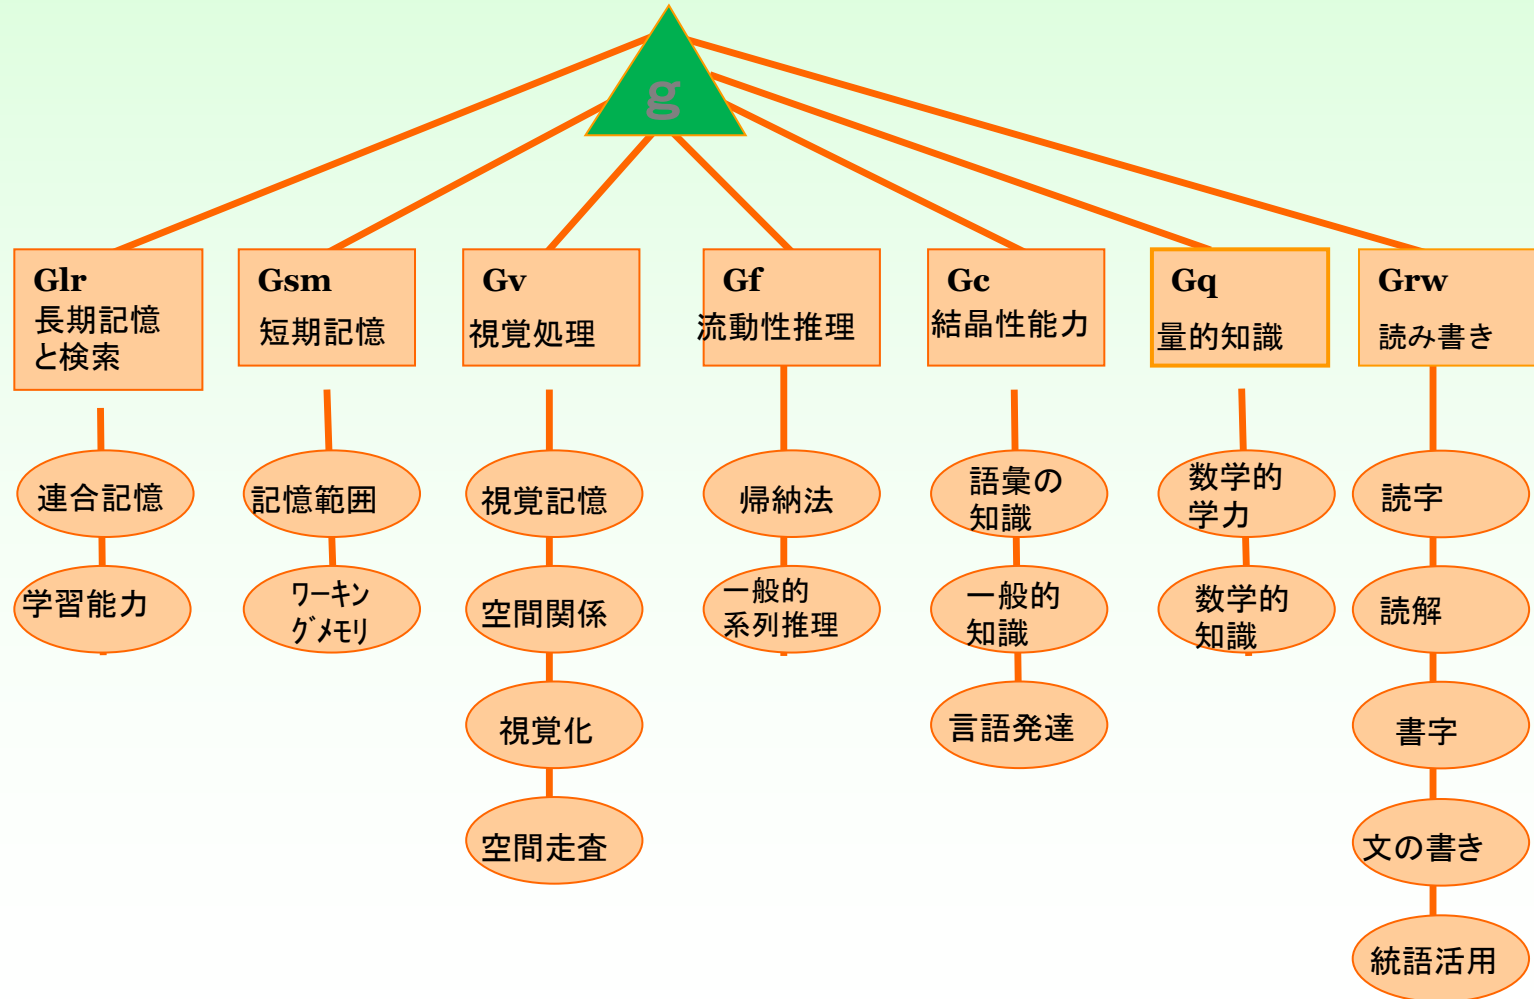 g
Glr
長期記憶
と検索
Gsm
短期記憶
Gv
視覚処理
Gf
流動性推理
Gc
結晶性能力
Gq
量的知識
Grw
読み書き
連合記憶
学習能力
記憶範囲
ワーキン
グメモリ
視覚記憶
空間関係
視覚化
空間走査
帰納法
一般的
系列推理
語彙の
知識
一般的
知識
言語発達
数学的
学力
数学的
知識
読字
読解
書字
文の書き
統語活用